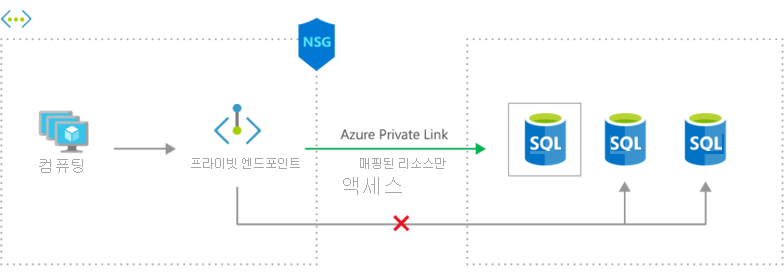 NSG
컴퓨팅
프라이빗 엔드포인트
Azure Private Link
매핑된 리소스만
액세스
SQL
SQL
SQL